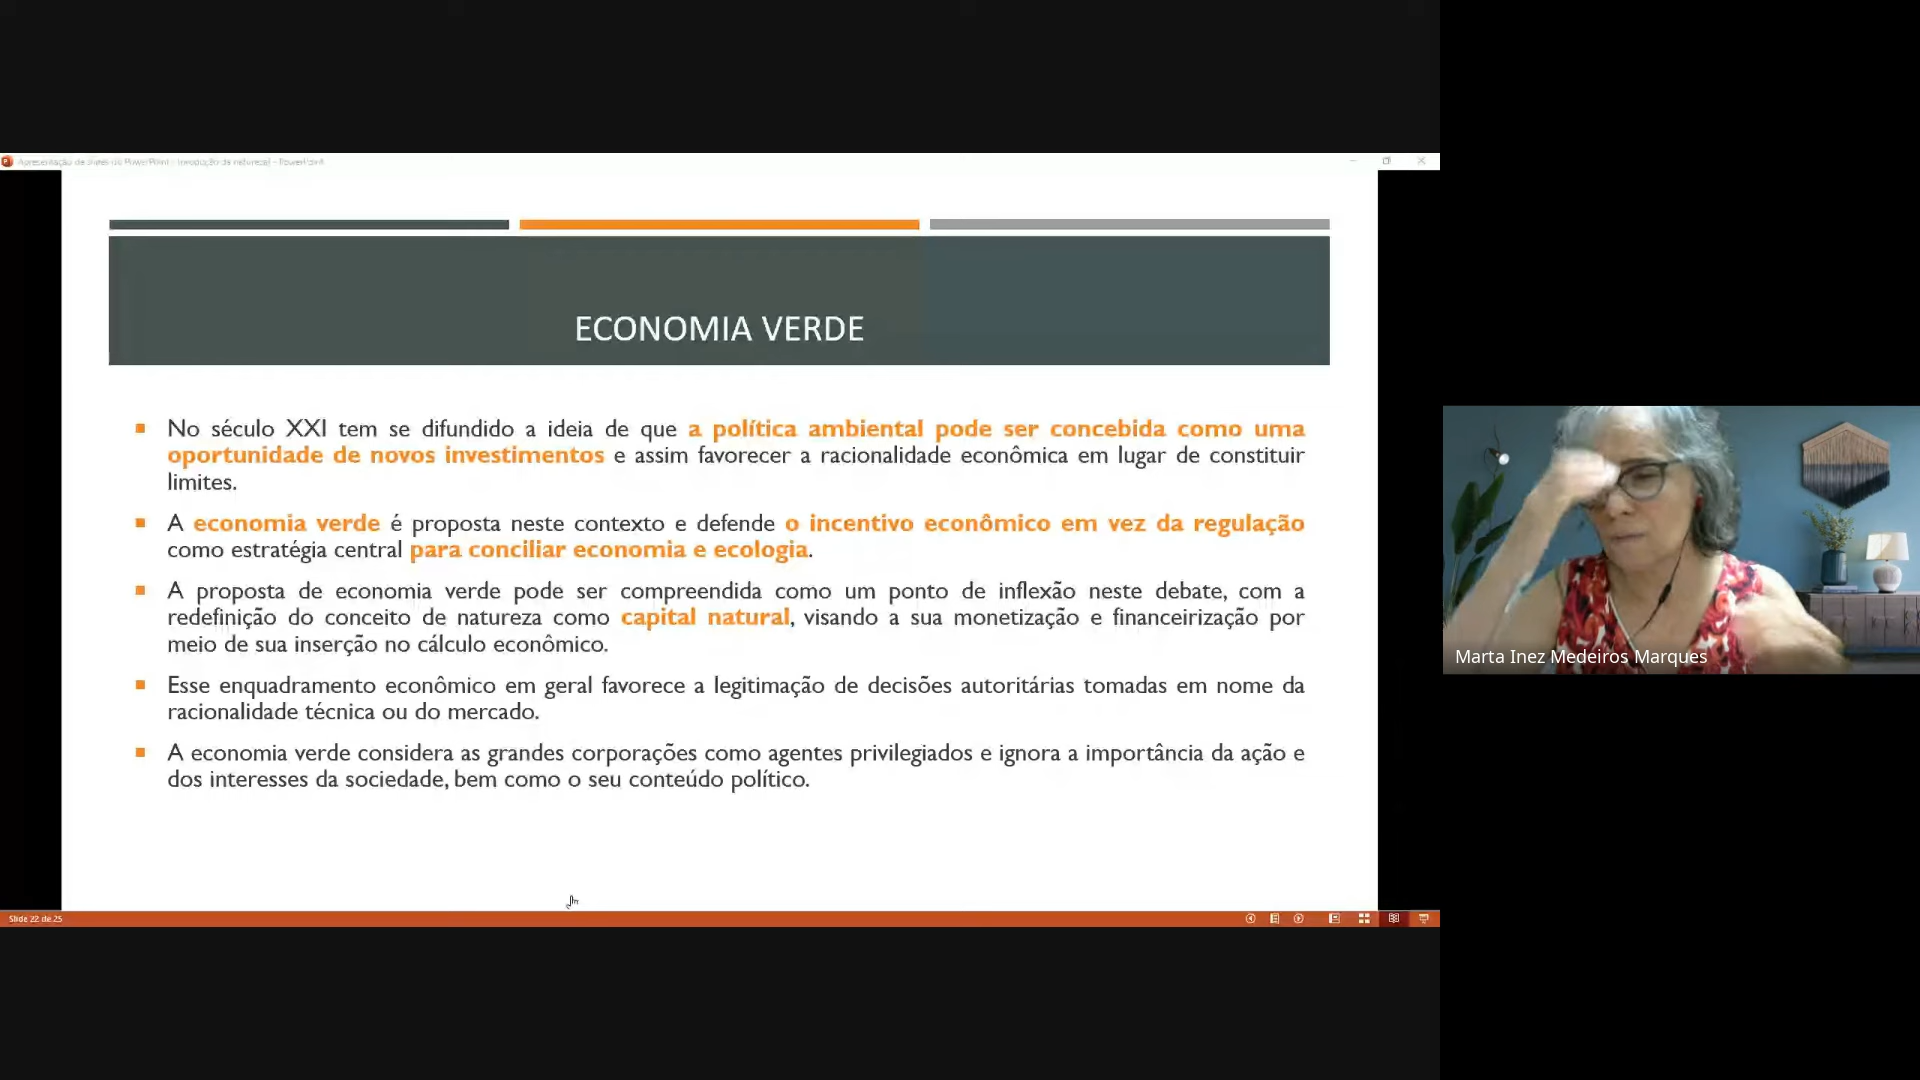 Apresentação de slides do PowerPoint - - PowerPoint
ECONOMIA VERDE
No século XXI tem se difundido a ideia de que a política ambiental pode ser concebida como uma
oportunidade de novos investimentos e assim favorecer a racionalidade econômica em lugar de constituir
limites.
A economia verde é proposta neste contexto e defende o incentivo econômico em vez da regulação
como estratégia central para conciliar economia e ecologia.
A proposta de economia verde pode ser compreendida como um ponto de inflexão neste debate, com a
redefinição do conceito de natureza como capital natural, visando a sua monetização e financeirização por
meio de sua inserção no cálculo econômico.
Esse enquadramento econômico em geral favorece a legitimação de decisões autoritárias tomadas em nome da
racionalidade técnica ou do mercado.
A economia verde considera as grandes corporações como agentes privilegiados e ignora a importância da ação e
dos interesses da sociedade, bem como o seu conteúdo político.
Marta Inez Medeiros Marques
Slide 22 de 25